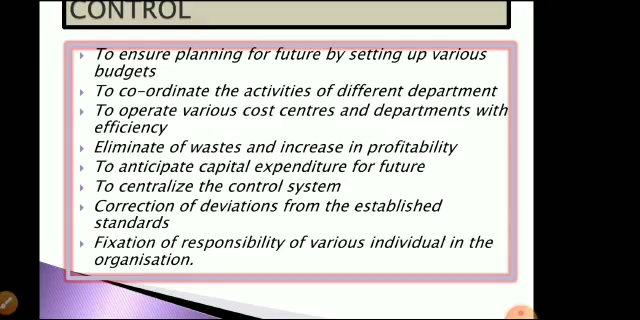 CONTROL
To ensure planning for future by setting up various
budgets
To co-ordinate the activities of different department
To operate various cost centres and departments with
efficiency
Eliminate of wastes and increase in profitability
To anticipate capital expenditure for future
To centralize the control system
Correction of deviations from the established
standards
Fixation of responsibility of various individual in the
organisation.